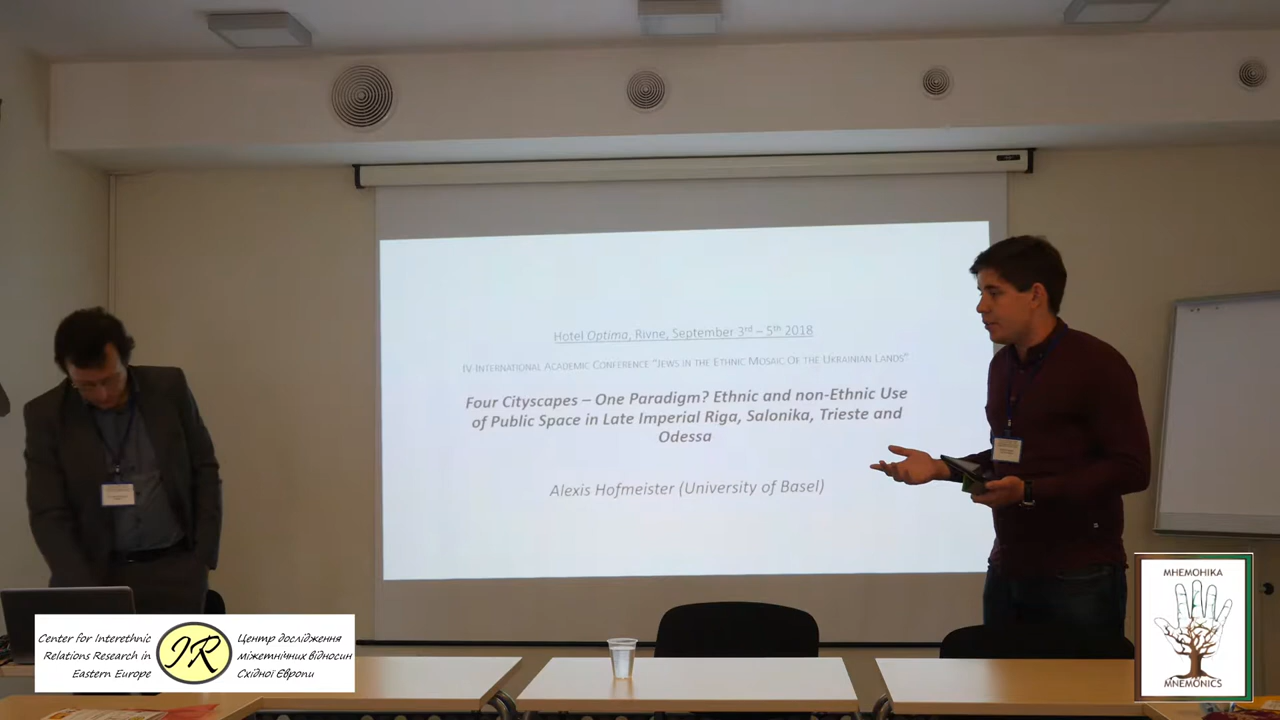 Hotel Optima, Rivne, September 3rd – 5th 2018
IV International Academic Conference "Jews in the Ethnic Mosaic Of the Ukrainian Lands"
Four Cityscapes – One Paradigm? Ethnic and non-Ethnic Use
of Public Space in Late Imperial Riga, Salonika, Trieste and
Odessa
Alexis Hofmeister (University of Basel)
Center for Interethnic
Relations Research in
Eastern Europe
IR
Центр дослідження
міжетнічних відносин
Східної Європи
МНЕМОНІКА
MNEMONICS